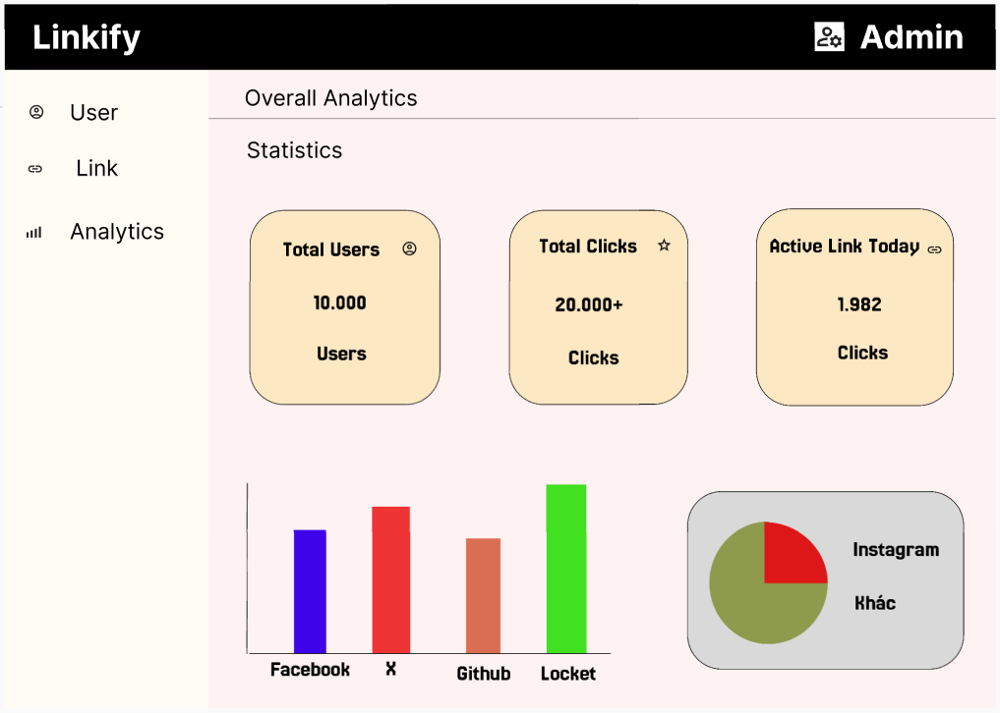 Linkify
Admin
User
Link
Analytics
Overall Analytics
Statistics
Total Users
10.000
Users
Total Clicks
20.000+
Clicks
Active Link Today
1.982
Clicks
Facebook
X
Github
Locket
Instagram
Khác